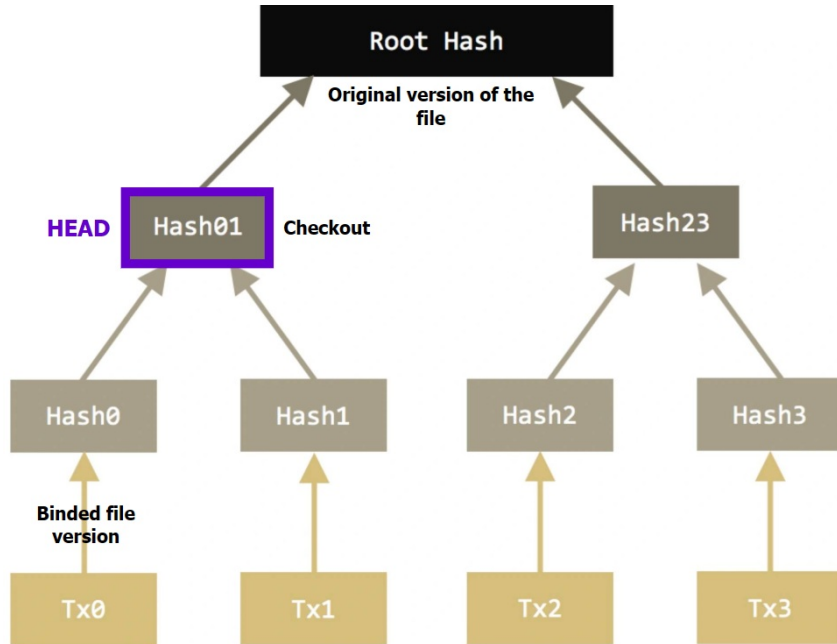 Root Hash
Original version of the
file
HEAD
Hash01
Checkout
Hash23
Hash0
Hash1
Hash2
Hash3
Binded file
version
Tx0
Tx1
Tx2
Tx3